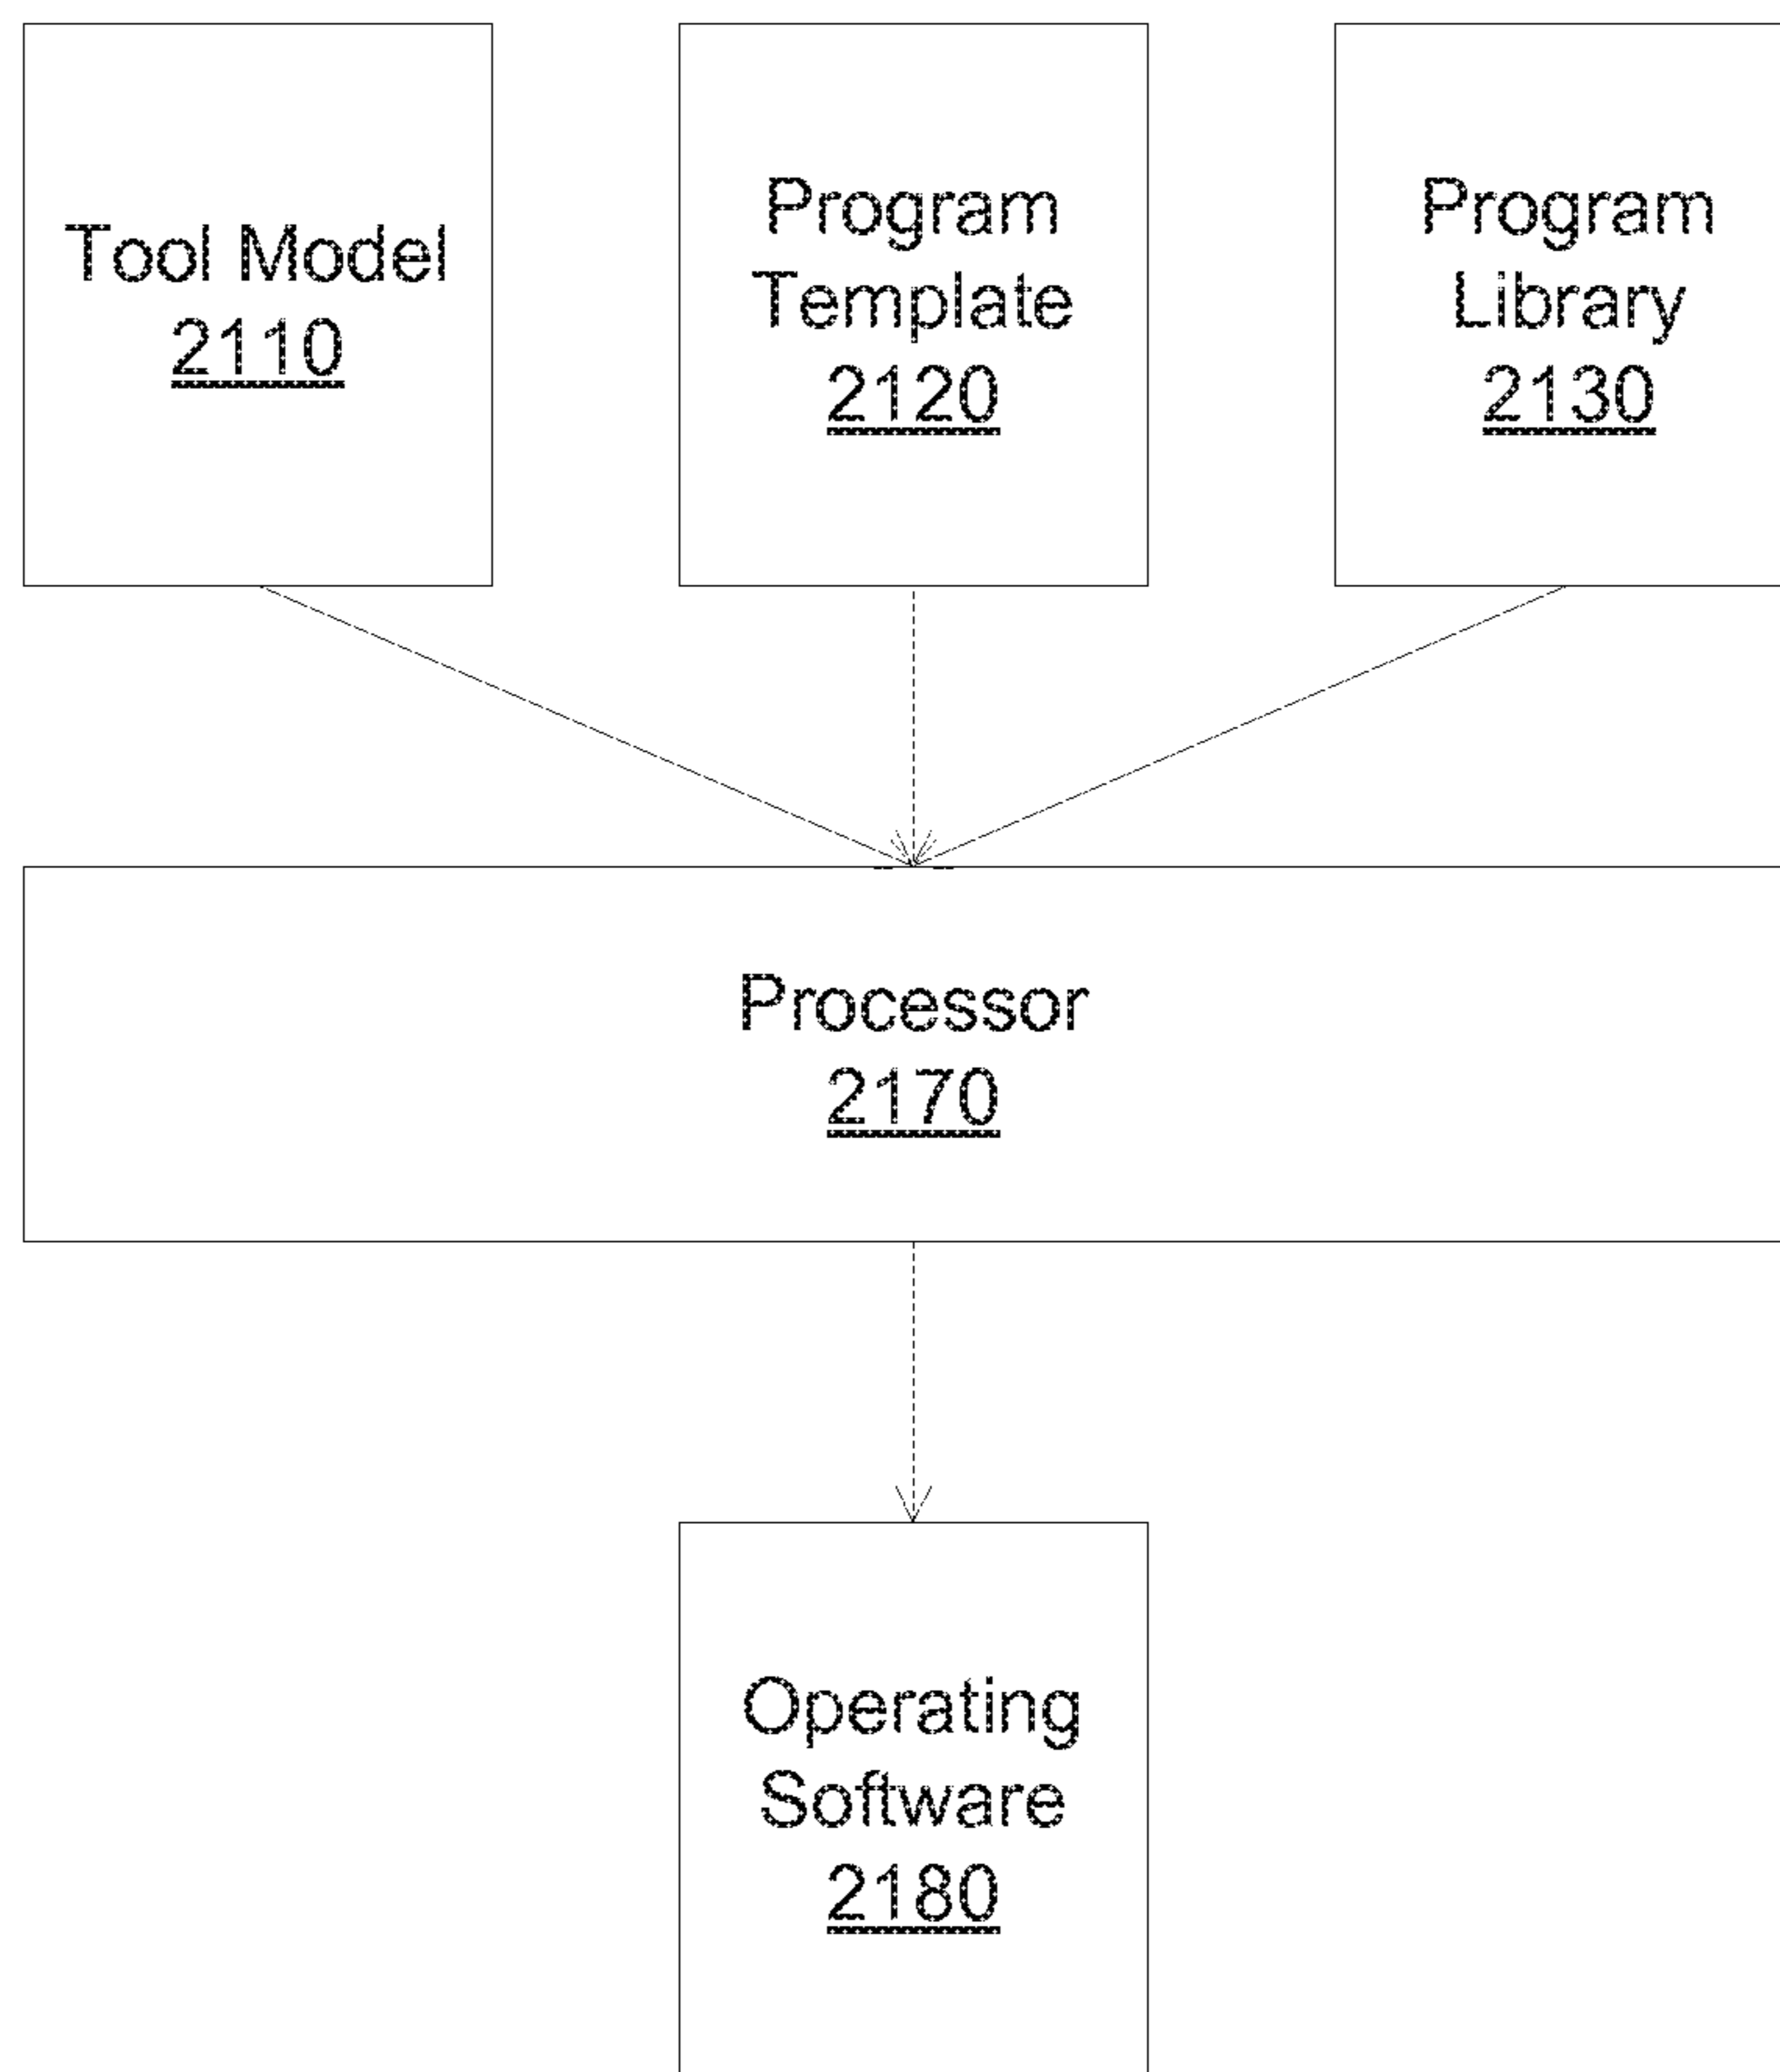 Tool Model
2110
Program
Template
2120
Program
Library
2130
Processor
2170
Operating
Software
2180